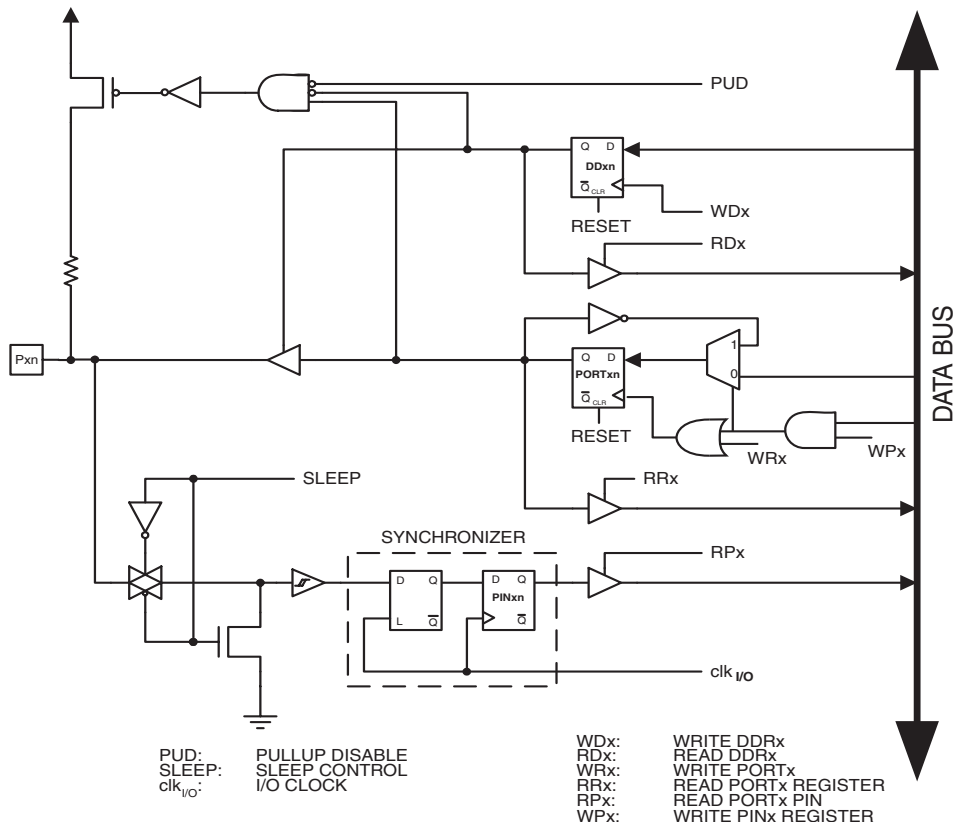 PUD
Q D
DDxn
Q CLR
WDx
RESET
RDx
Pxn
1
Q D
PORTxn
0
Q CLR
RESET
WRx
WPx
DATA BUS
SLEEP
RRx
SYNCHRONIZER
RPx
D Q
D Q
PINxn
L Q
Q
clk I/O
PUD: PULLUP DISABLE
SLEEP: SLEEP CONTROL
clkI/O: I/O CLOCK
WDx: WRITE DDRx
RDx: READ DDRx
WRx: WRITE PORTx
RRx: READ PORTx REGISTER
RPx: READ PORTx PIN
WPx: WRITE PINx REGISTER